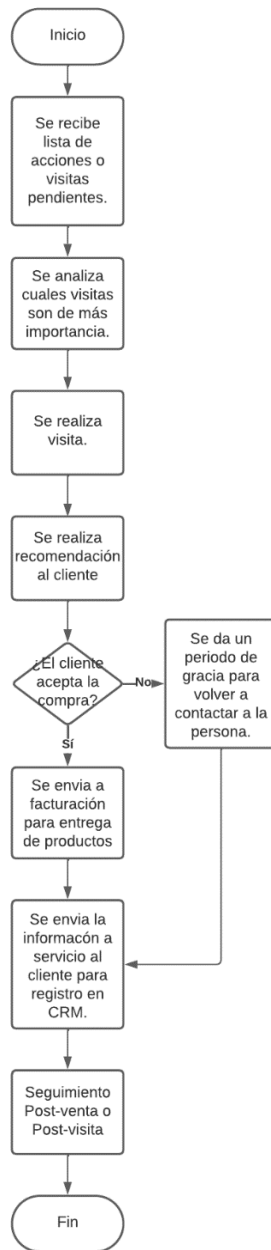 Inicio
Se recibe
lista de
acciones o
visitas
pendientes.
Se analiza
cuales visitas
son de más
importancia.
Se realiza
visita.
Se realiza
recomendación
al cliente
¿El cliente
acepta la
compra?
No
Se da un
periodo de
gracia para
volver a
contactar a la
persona.
Sí
Se envia a
facturación
para entrega
de productos
Se envia la
informacón a
servicio al
cliente para
registro en
CRM.
Seguimiento
Post-venta o
Post-visita
Fin